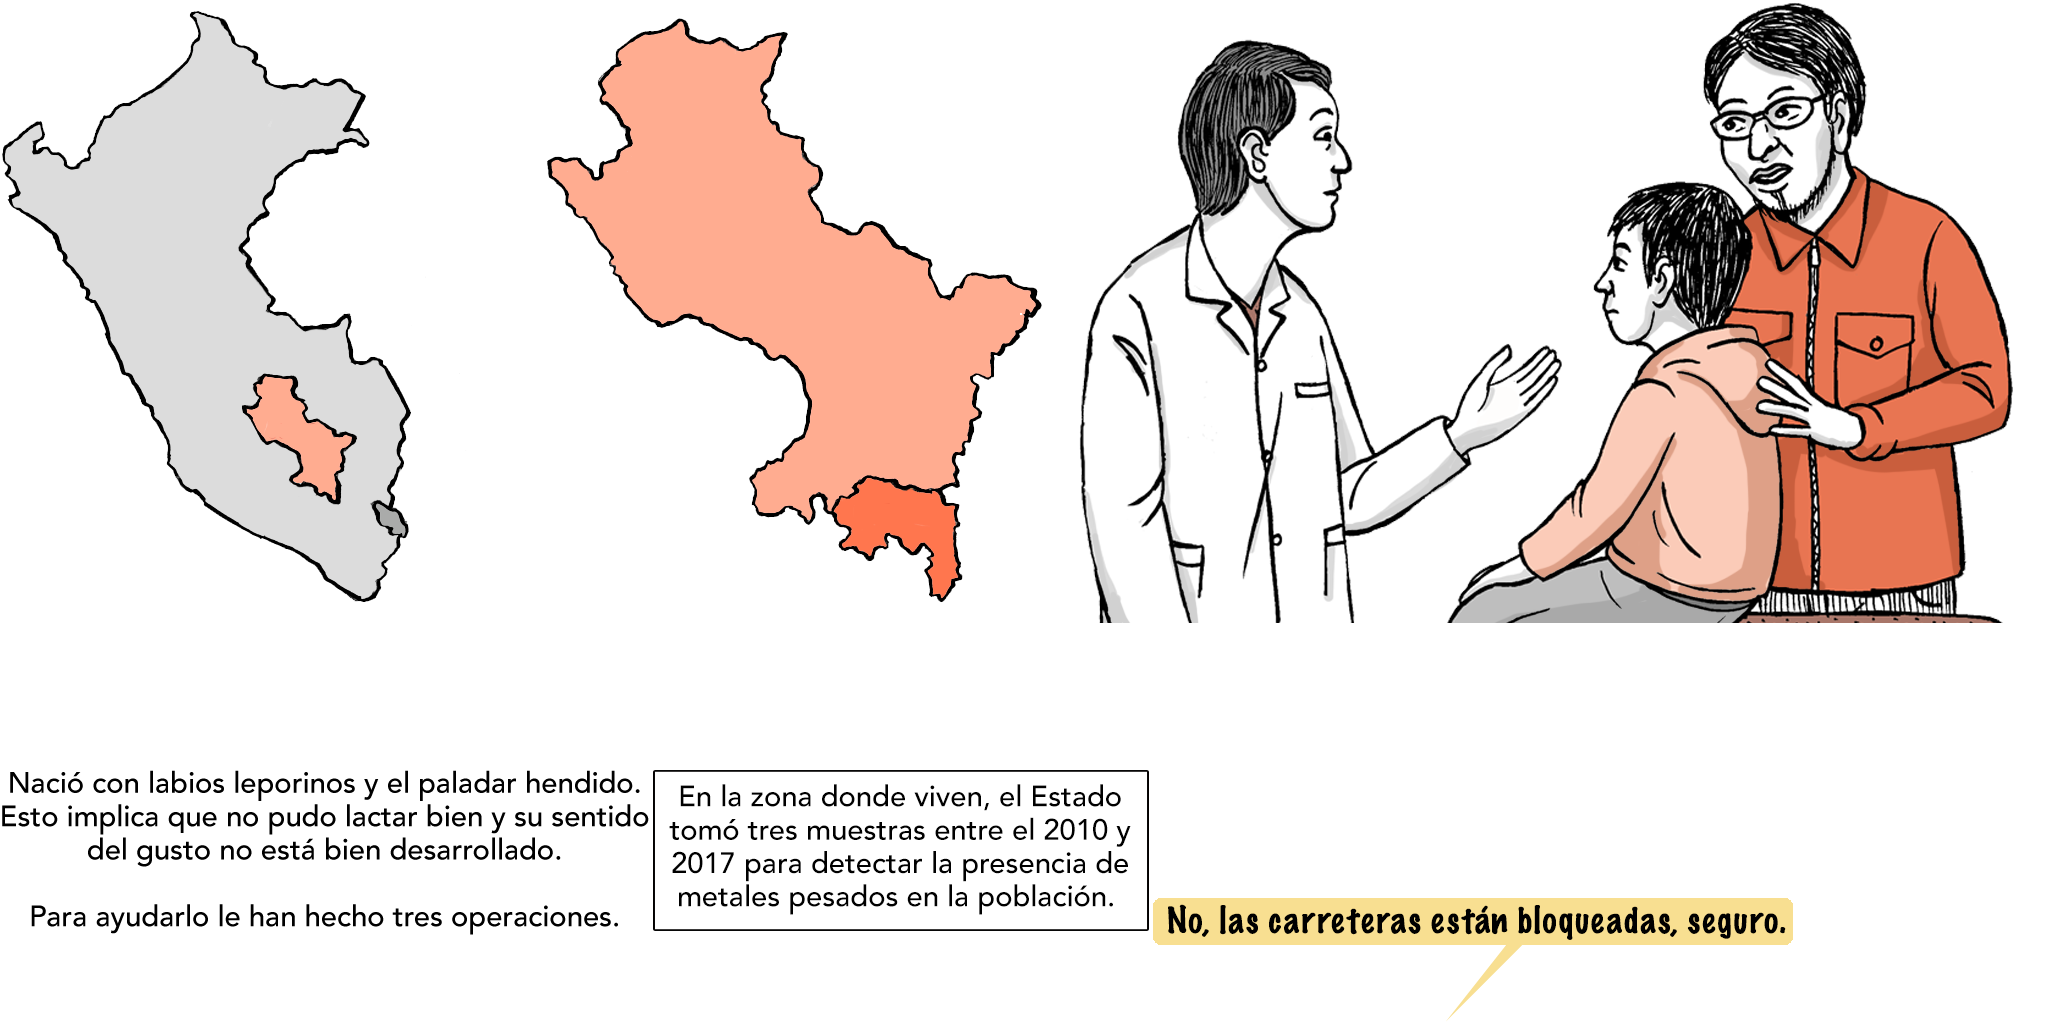 Nació con labios leporinos y el paladar hendido.
Esto implica que no pudo lactar bien y su sentido
del gusto no está bien desarrollado.
Para ayudarlo le han hecho tres operaciones.
En la zona donde viven, el Estado
tomó tres muestras entre el 2010 y
2017 para detectar la presencia de
metales pesados en la población.
No, las carreteras están bloqueadas, seguro.